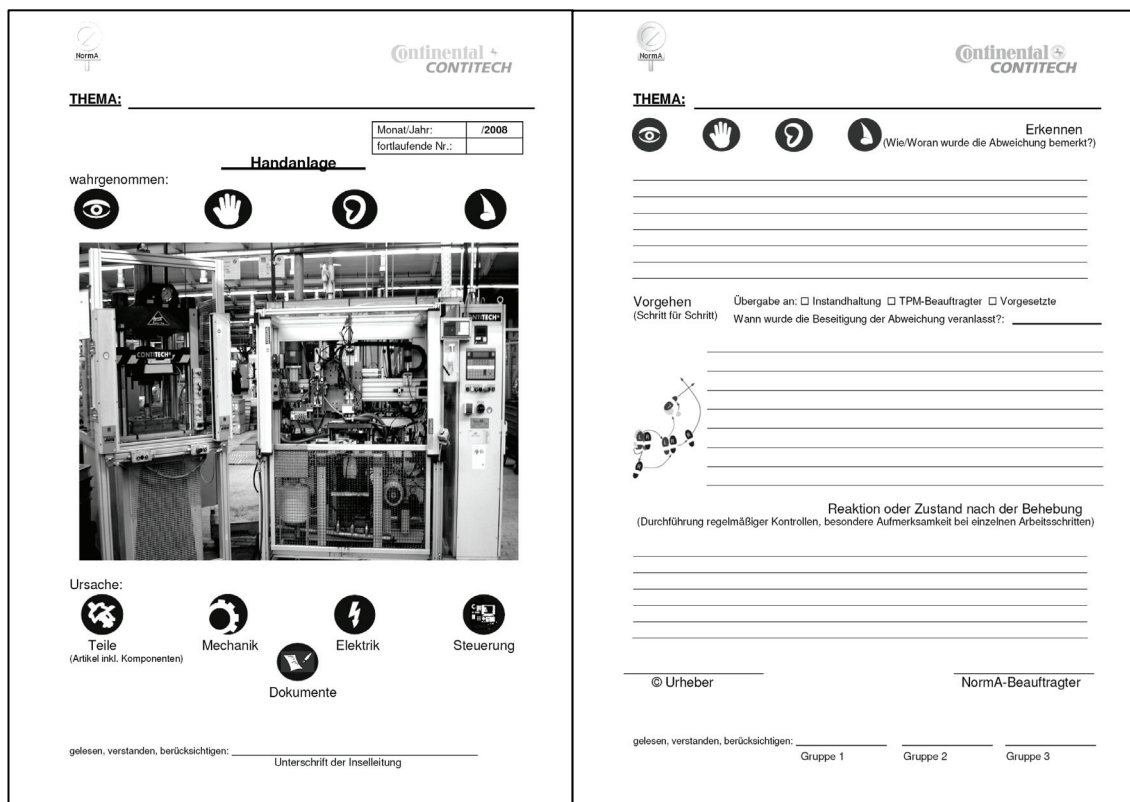 NormA
Continental
CONTITECH
THEMA:
Monat/Jahr: /2008
fortlaufende Nr.:
Handanlage
wahrgenommen:
CONTITECH
CONTITECH
Ursache:
Teile
(Artikel inkl. Komponenten)
Mechanik
Elektrik
Steuerung
Dokumente
gelesen, verstanden, berücksichtigen:
Unterschrift der Inselleitung
NormA
Continental
CONTITECH
THEMA:
Erkennen
(Wie/Woran wurde die Abweichung bemerkt?)
Vorgehen
(Schritt für Schritt)
Übergabe an: ☐ Instandhaltung ☐ TPM-Beauftragter ☐ Vorgesetzte
Wann wurde die Beseitigung der Abweichung veranlasst?:
Reaktion oder Zustand nach der Behebung
(Durchführung regelmäßiger Kontrollen, besondere Aufmerksamkeit bei einzelnen Arbeitsschritten)
© Urheber
NormA-Beauftragter
gelesen, verstanden, berücksichtigen:
Gruppe 1 Gruppe 2 Gruppe 3